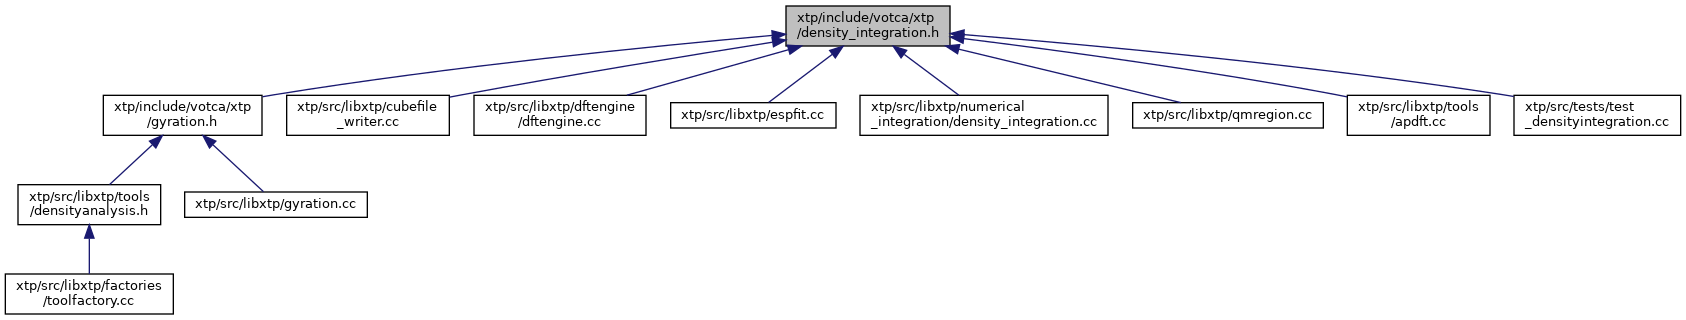 xtp/include/votca/xtp
/density_integration.h
xtp/include/votca/xtp
/gyration.h
xtp/src/libxtp/cubefile
_writer.cc
xtp/src/libxtp/dftengine
/dftengine.cc
xtp/src/libxtp/espfit.cc
xtp/src/libxtp/numerical
_integration/density_integration.cc
xtp/src/libxtp/qmregion.cc
xtp/src/libxtp/tools
/apdft.cc
xtp/src/tests/test
_densityintegration.cc
xtp/src/libxtp/tools
/densityanalysis.h
xtp/src/libxtp/gyration.cc
xtp/src/libxtp/factories
/toolfactory.cc